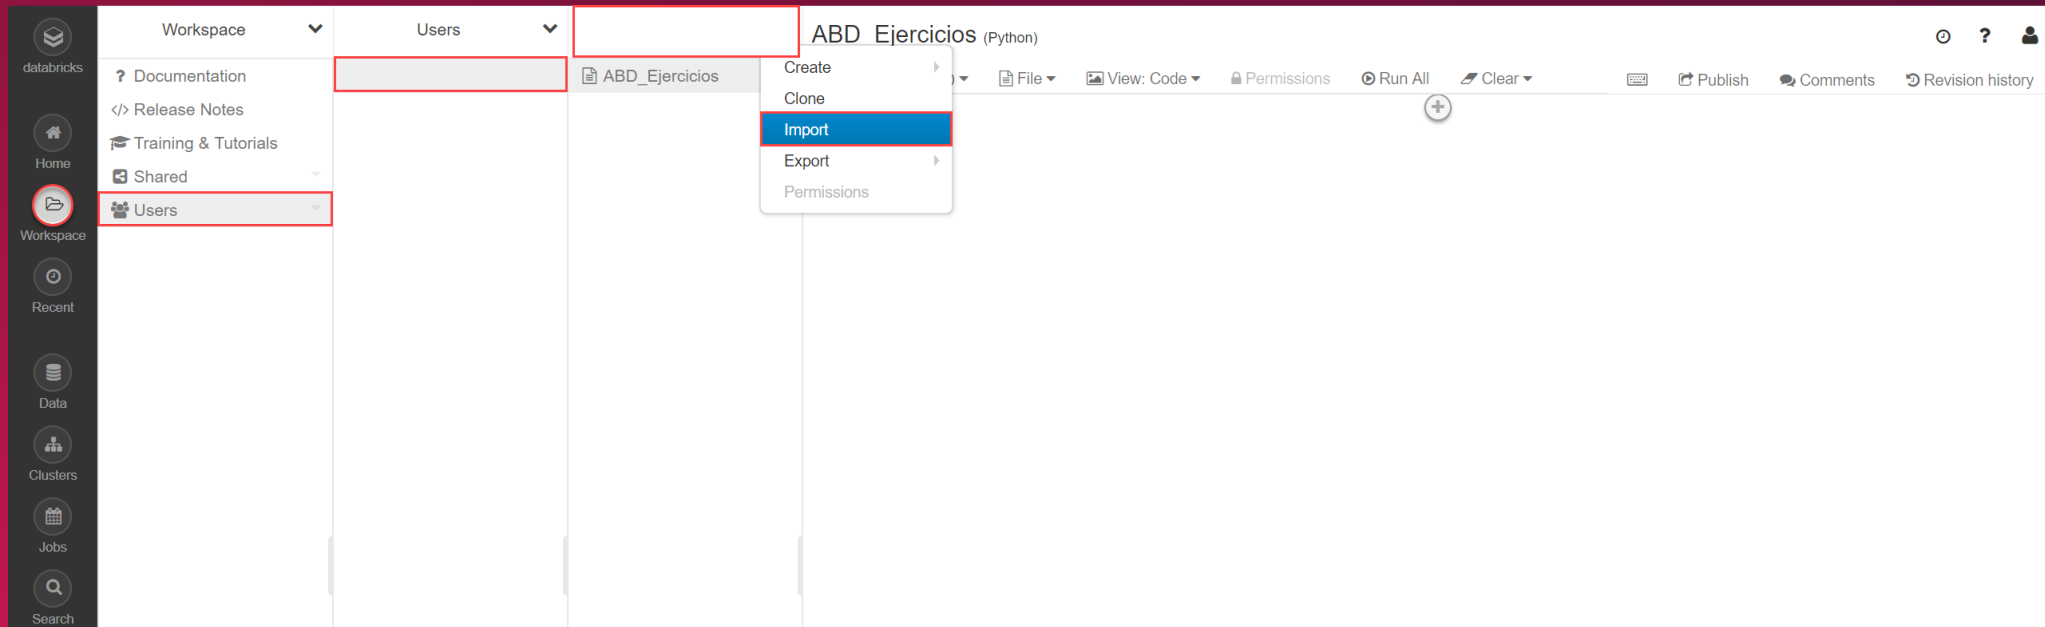 databricks
Home
Workspace
Recent
Data
Clusters
Jobs
Search
Workspace
? Documentation
</> Release Notes
Training & Tutorials
Shared
Users
Users
ABD_Ejercicios
Create
Clone
Import
Export
Permissions
ABD_Ejercicios (Python)
?
File
View: Code
Permissions
Run All
Clear
Publish
Comments
Revision history